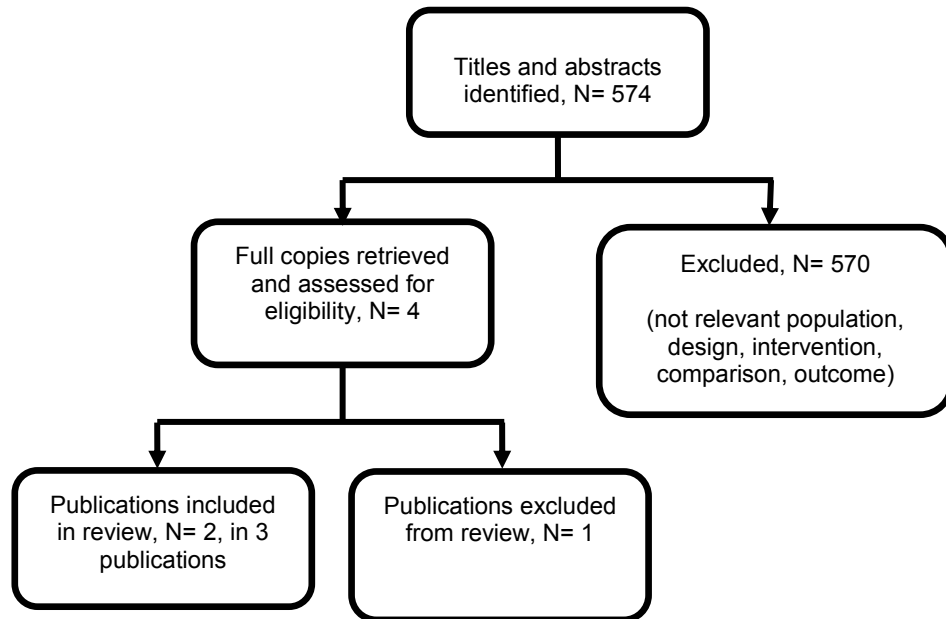 Titles and abstracts
identified, N= 574
Full copies retrieved
and assessed for
eligibility, N= 4
Excluded, N= 570
(not relevant population,
design, intervention,
comparison, outcome)
Publications included
in review, N= 2, in 3
publications
Publications excluded
from review, N= 1